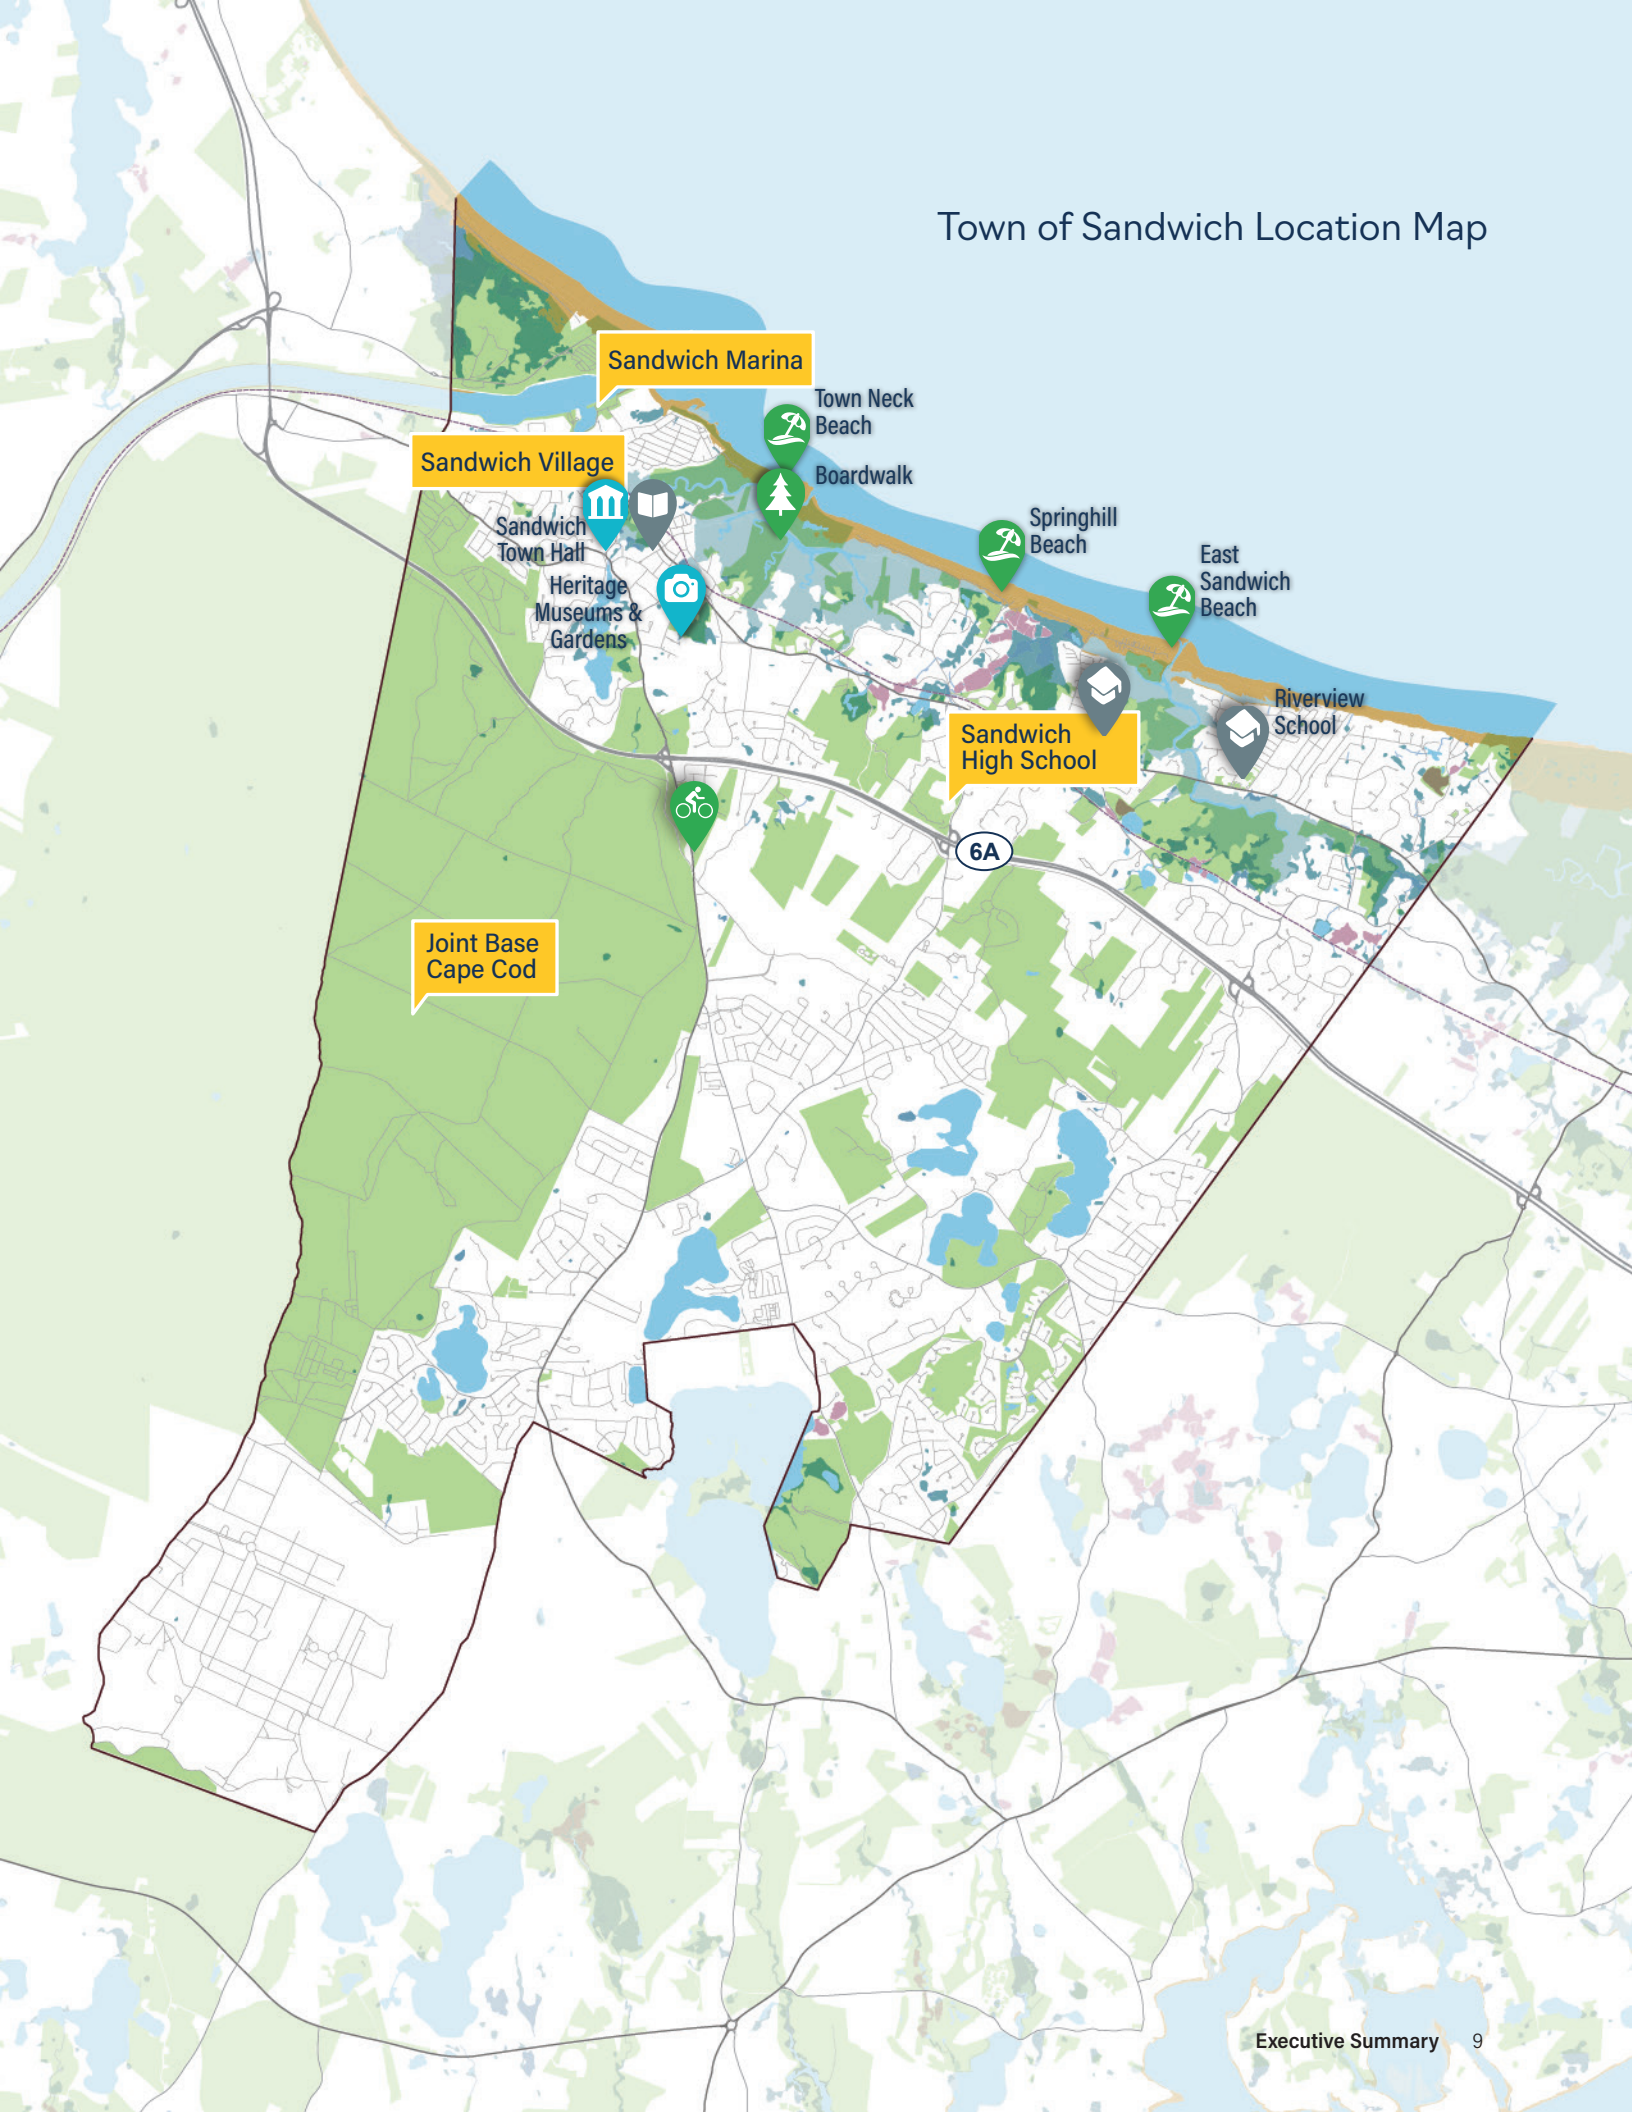 Town of Sandwich Location Map
Sandwich Marina
Town Neck
Beach
Sandwich Village
Boardwalk
Sandwich
Town Hall
Springhill
Beach
East
Sandwich
Beach
Heritage
Museums &
Gardens
Riverview
School
Sandwich
High School
6A
Joint Base
Cape Cod
Executive Summary 9